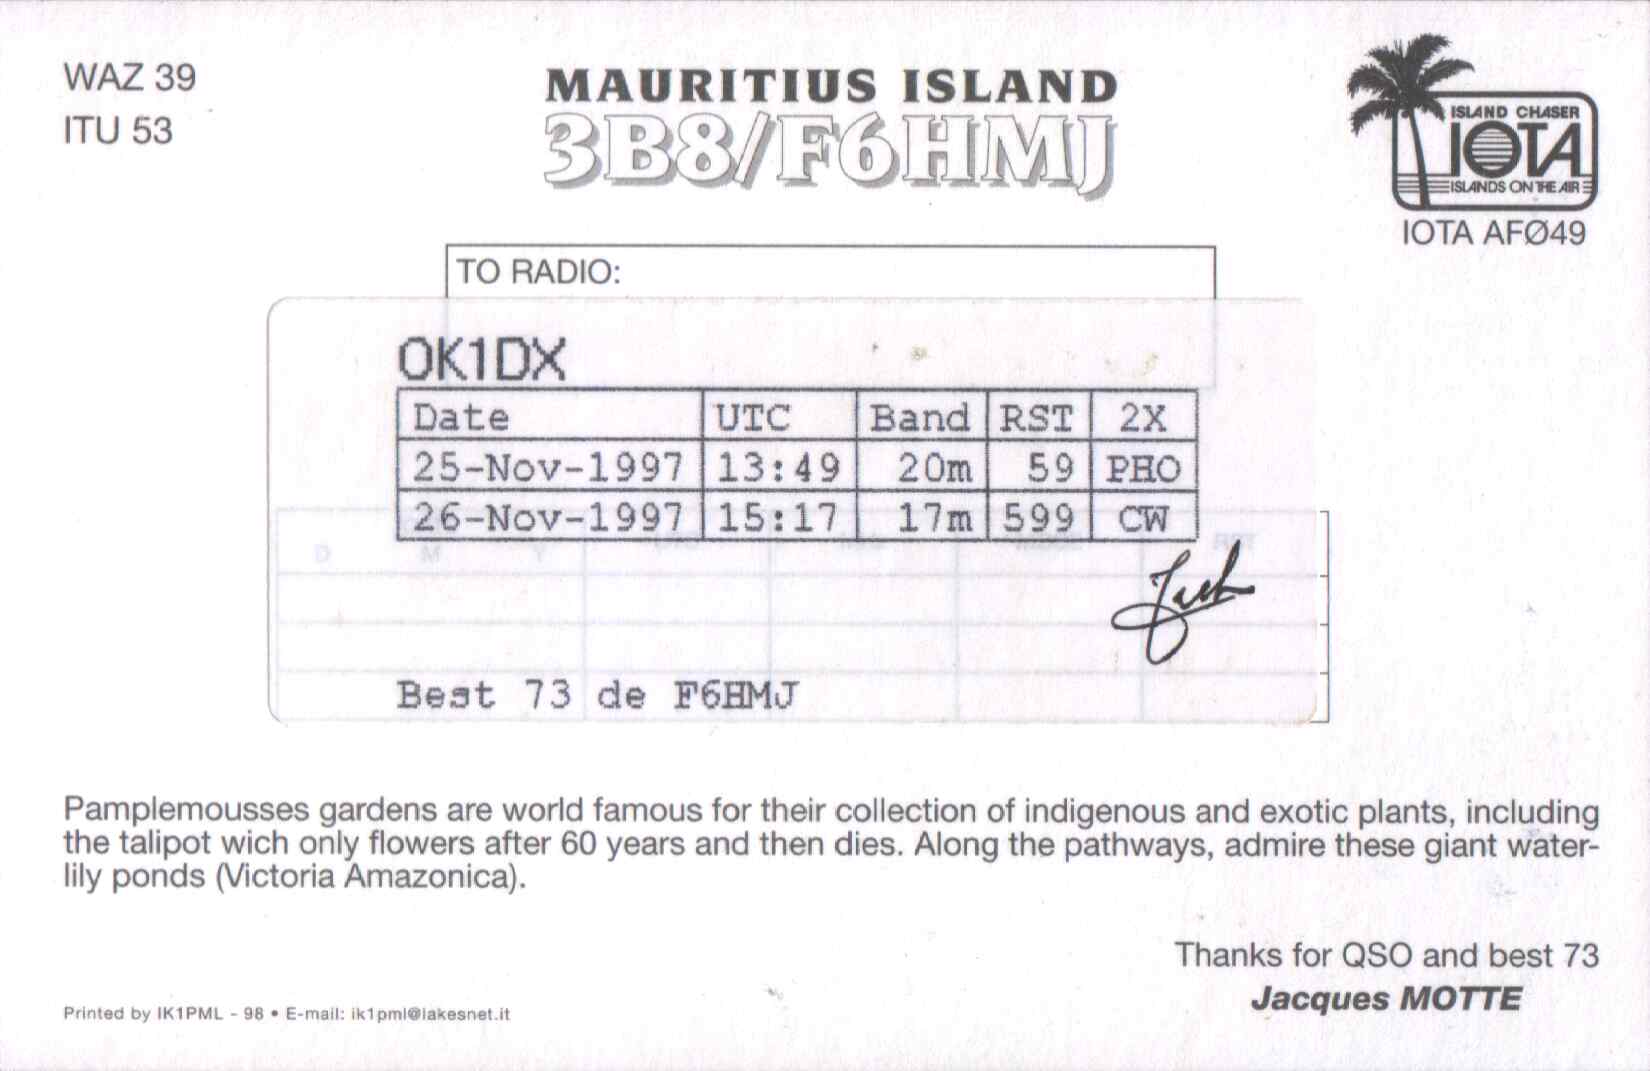 WAZ 39
ITU 53
MAURITIUS ISLAND
3B8/F6HMJ
ISLAND CHASER
IOTA
ISLANDS ON THE AIR
IOTA AFØ49
TO RADIO:
OK1DX
Date UTC Band RST 2X
25-Nov-1997 13:49 20m 59 PHO
26-Nov-1997 15:17 17m 599 CW
D M Y UTC MODE RST
Jack
Best 73 de F6HMJ
Pamplemousses gardens are world famous for their collection of indigenous and exotic plants, including
the talipot wich only flowers after 60 years and then dies. Along the pathways, admire these giant water-
lily ponds (Victoria Amazonica).
Thanks for QSO and best 73
Jacques MOTTE
Printed by IK1PML - 98 • E-mail: ik1pml@lakesnet.it